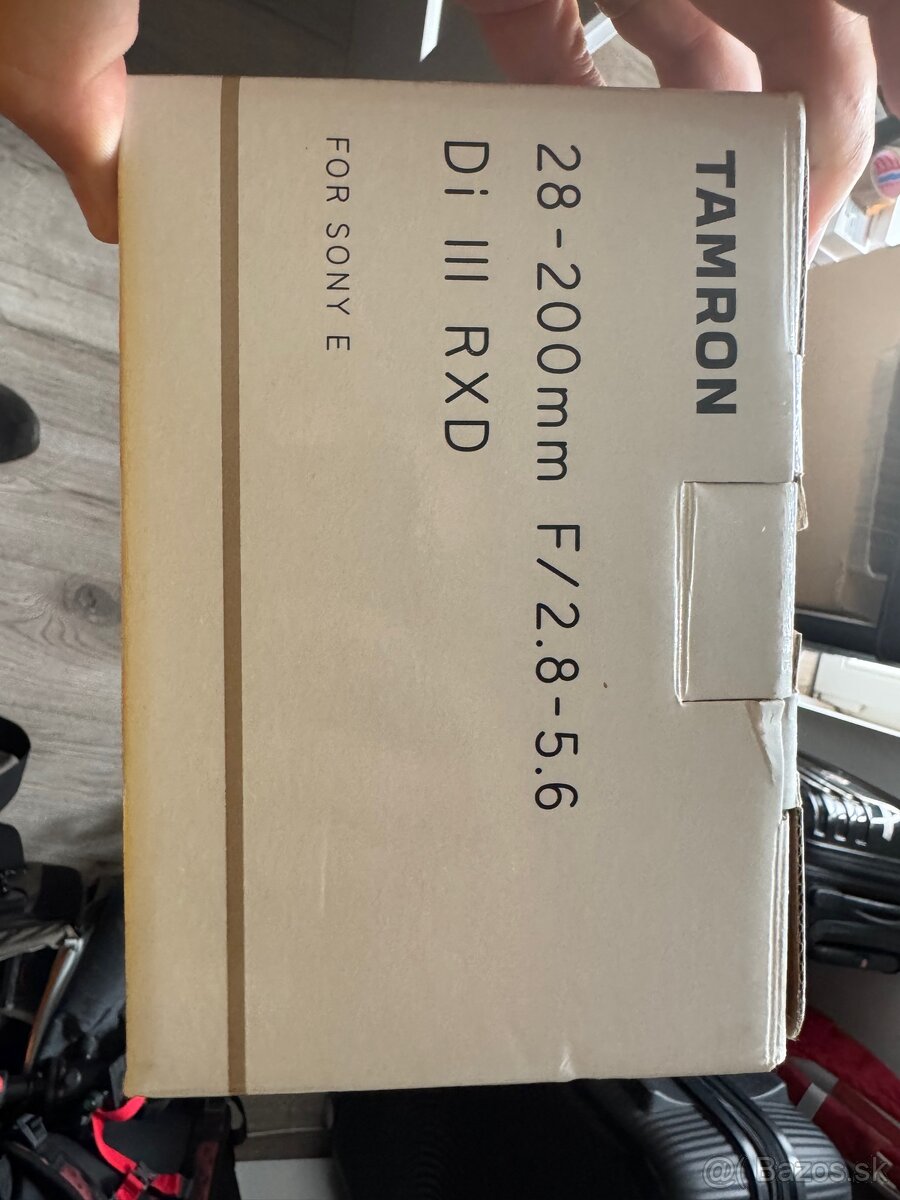 TAMRON
28-200mm F/2.8-5.6
Di III RXD
FOR SONY E
Bazos.sk